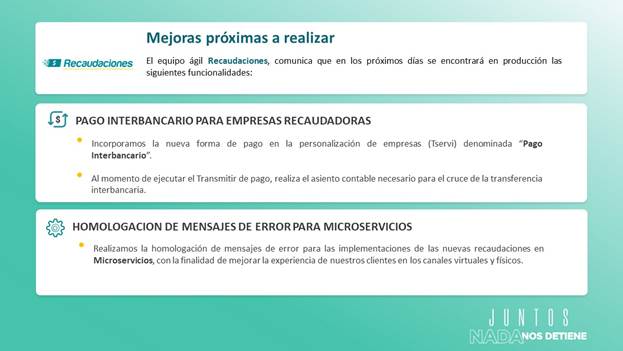 Mejoras próximas a realizar
Recaudaciones
El equipo ágil Recaudaciones, comunica que en los próximos días se encontrará en producción las
siguientes funcionalidades:
$
PAGO INTERBANCARIO PARA EMPRESAS RECAUDADORAS
• Incorporamos la nueva forma de pago en la personalización de empresas (Tservi) denominada “Pago
Interbancario”.
• Al momento de ejecutar el Transmitir de pago, realiza el asiento contable necesario para el cruce de la transferencia
interbancaria.
HOMOLOGACION DE MENSAJES DE ERROR PARA MICROSERVICIOS
• Realizamos la homologación de mensajes de error para las implementaciones de las nuevas recaudaciones en
Microservicios, con la finalidad de mejorar la experiencia de nuestros clientes en los canales virtuales y físicos.
JUNTOS
NADA NOS DETIENE